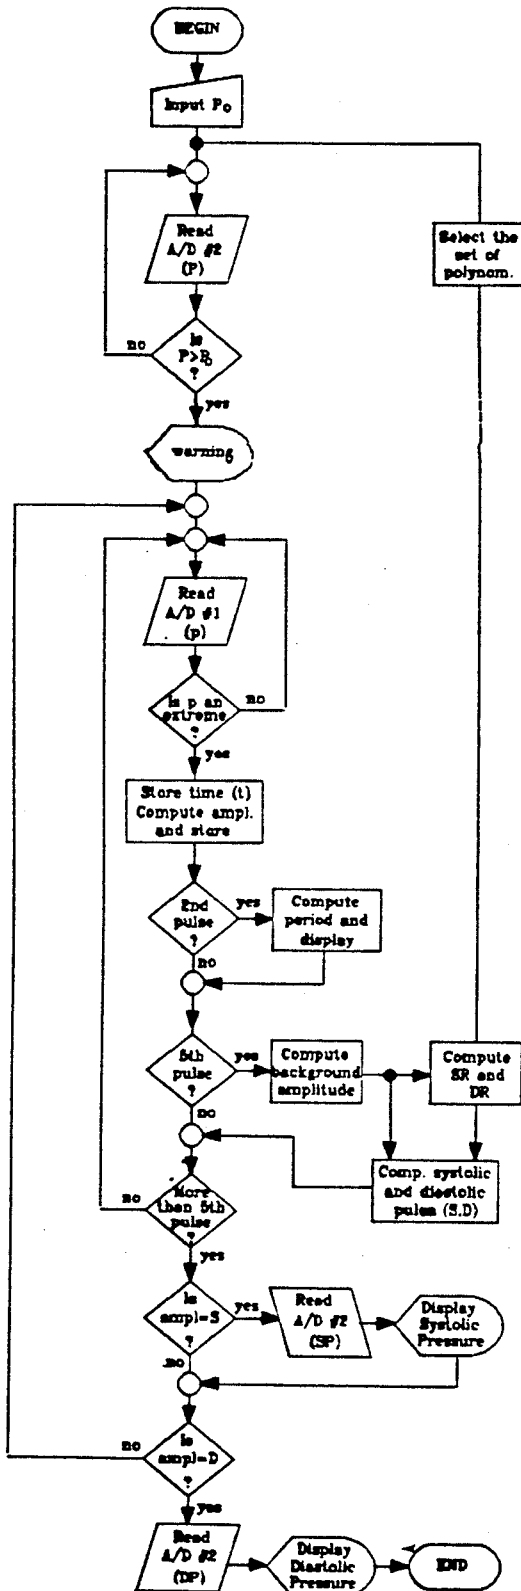 BEGIN
Input P₀
Read
A/D #2
(P)
Select the
set of
polynom.
Is
P>P₀
?
no
yes
warning
Read
A/D #1
(p)
Is p an
extreme
?
no
yes
Store time (t)
Compute ampl.
and store
2nd
pulse
?
yes
Compute
period and
display
no
5th
pulse
?
yes
Compute
background
amplitude
Compute
SR and
DR
no
Comp. systolic
and diastolic
pulse (S,D)
More
than 5th
pulse
?
no
yes
Is
ampl=S
?
yes
Read
A/D #2
(SP)
Display
Systolic
Pressure
no
Is
ampl=D
?
no
yes
Read
A/D #2
(DP)
Display
Diastolic
Pressure
END